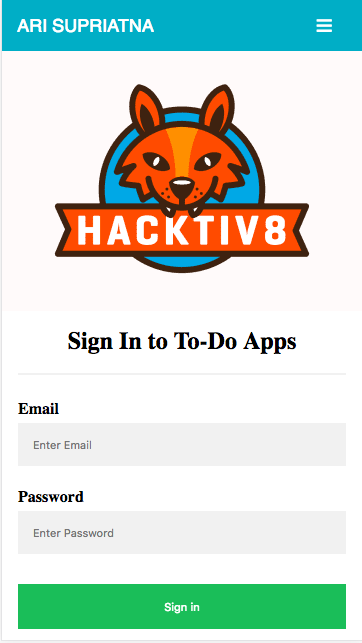 ARI SUPRIATNA
HACKTIV8
Sign In to To-Do Apps
Email
Enter Email
Password
Enter Password
Sign in